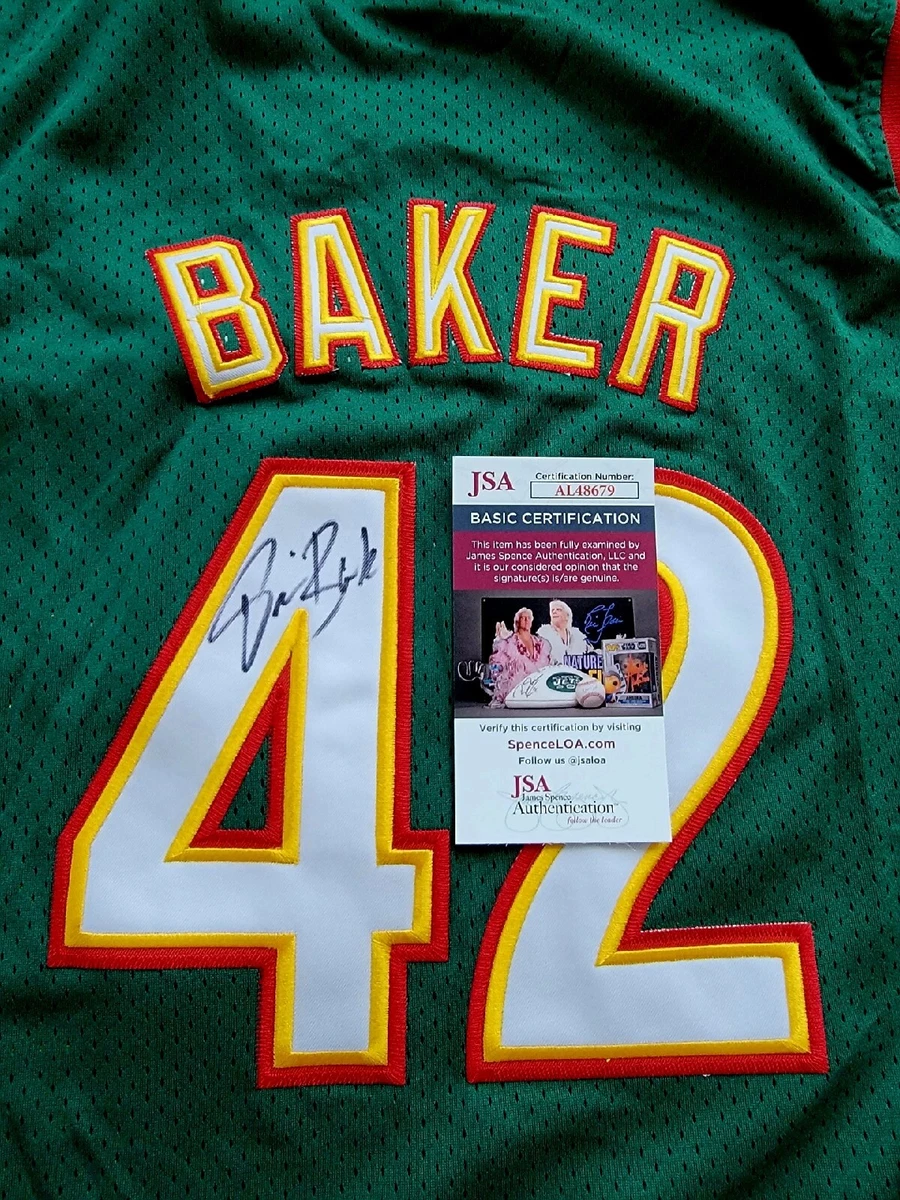 BAKER
42
JSA
Certification Number:
AL48679
BASIC CERTIFICATION
This item has been fully examined by
James Spence Authentication, LLC and
it is our considered opinion that the
signature(s) is/are genuine.
NATURE
JETS
Verify this certification by visiting
SpenceLOA.com
Follow us @jsaloa
JSA
James Spence
Authentication
follow the leader